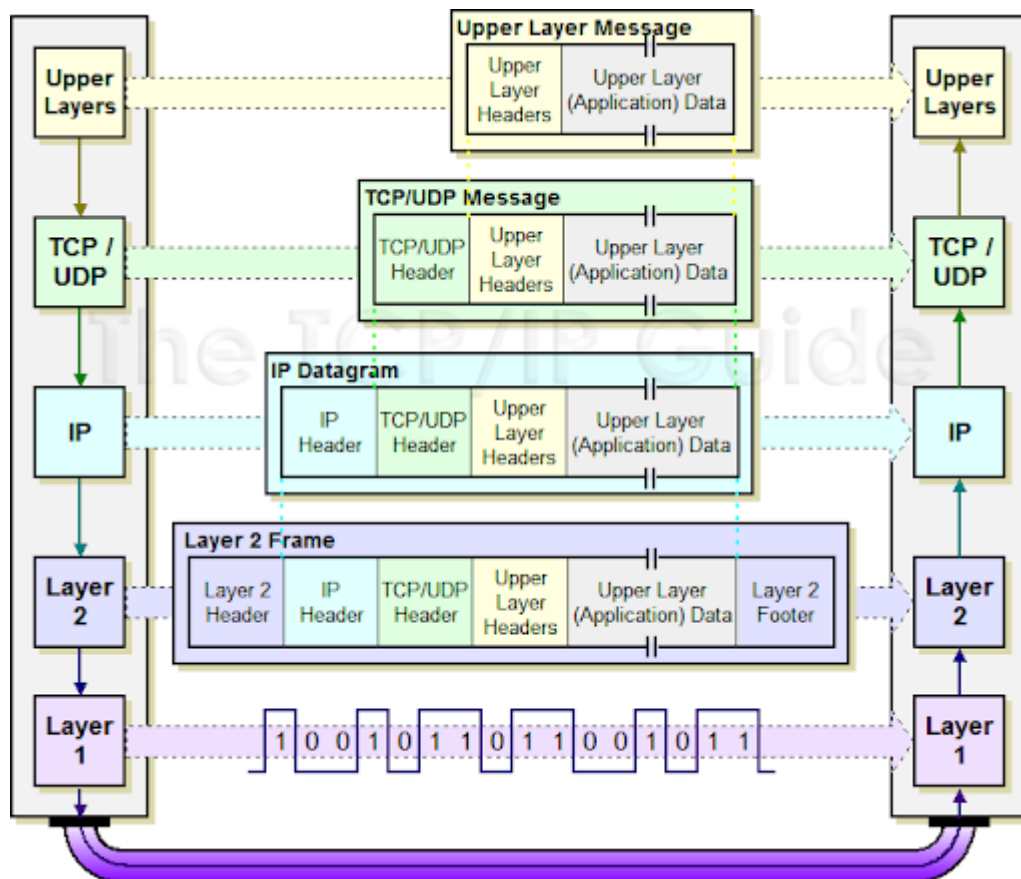 Upper Layer Message
Upper
Layers
Upper
Layer
Headers
Upper Layer
(Application) Data
Upper
Layers
TCP/UDP Message
TCP /
UDP
TCP/UDP
Header
Upper
Layer
Headers
Upper Layer
(Application) Data
TCP /
UDP
The TCP/IP Guide
IP Datagram
IP
IP
Header
TCP/UDP
Header
Upper
Layer
Headers
Upper Layer
(Application) Data
IP
Layer 2 Frame
Layer
2
Layer 2
Header
IP
Header
TCP/UDP
Header
Upper
Layer
Headers
Upper Layer
(Application) Data
Layer 2
Footer
Layer
2
Layer
1
1 0 0 1 0 1 1 0 1 1 0 0 1 0 1 1
Layer
1